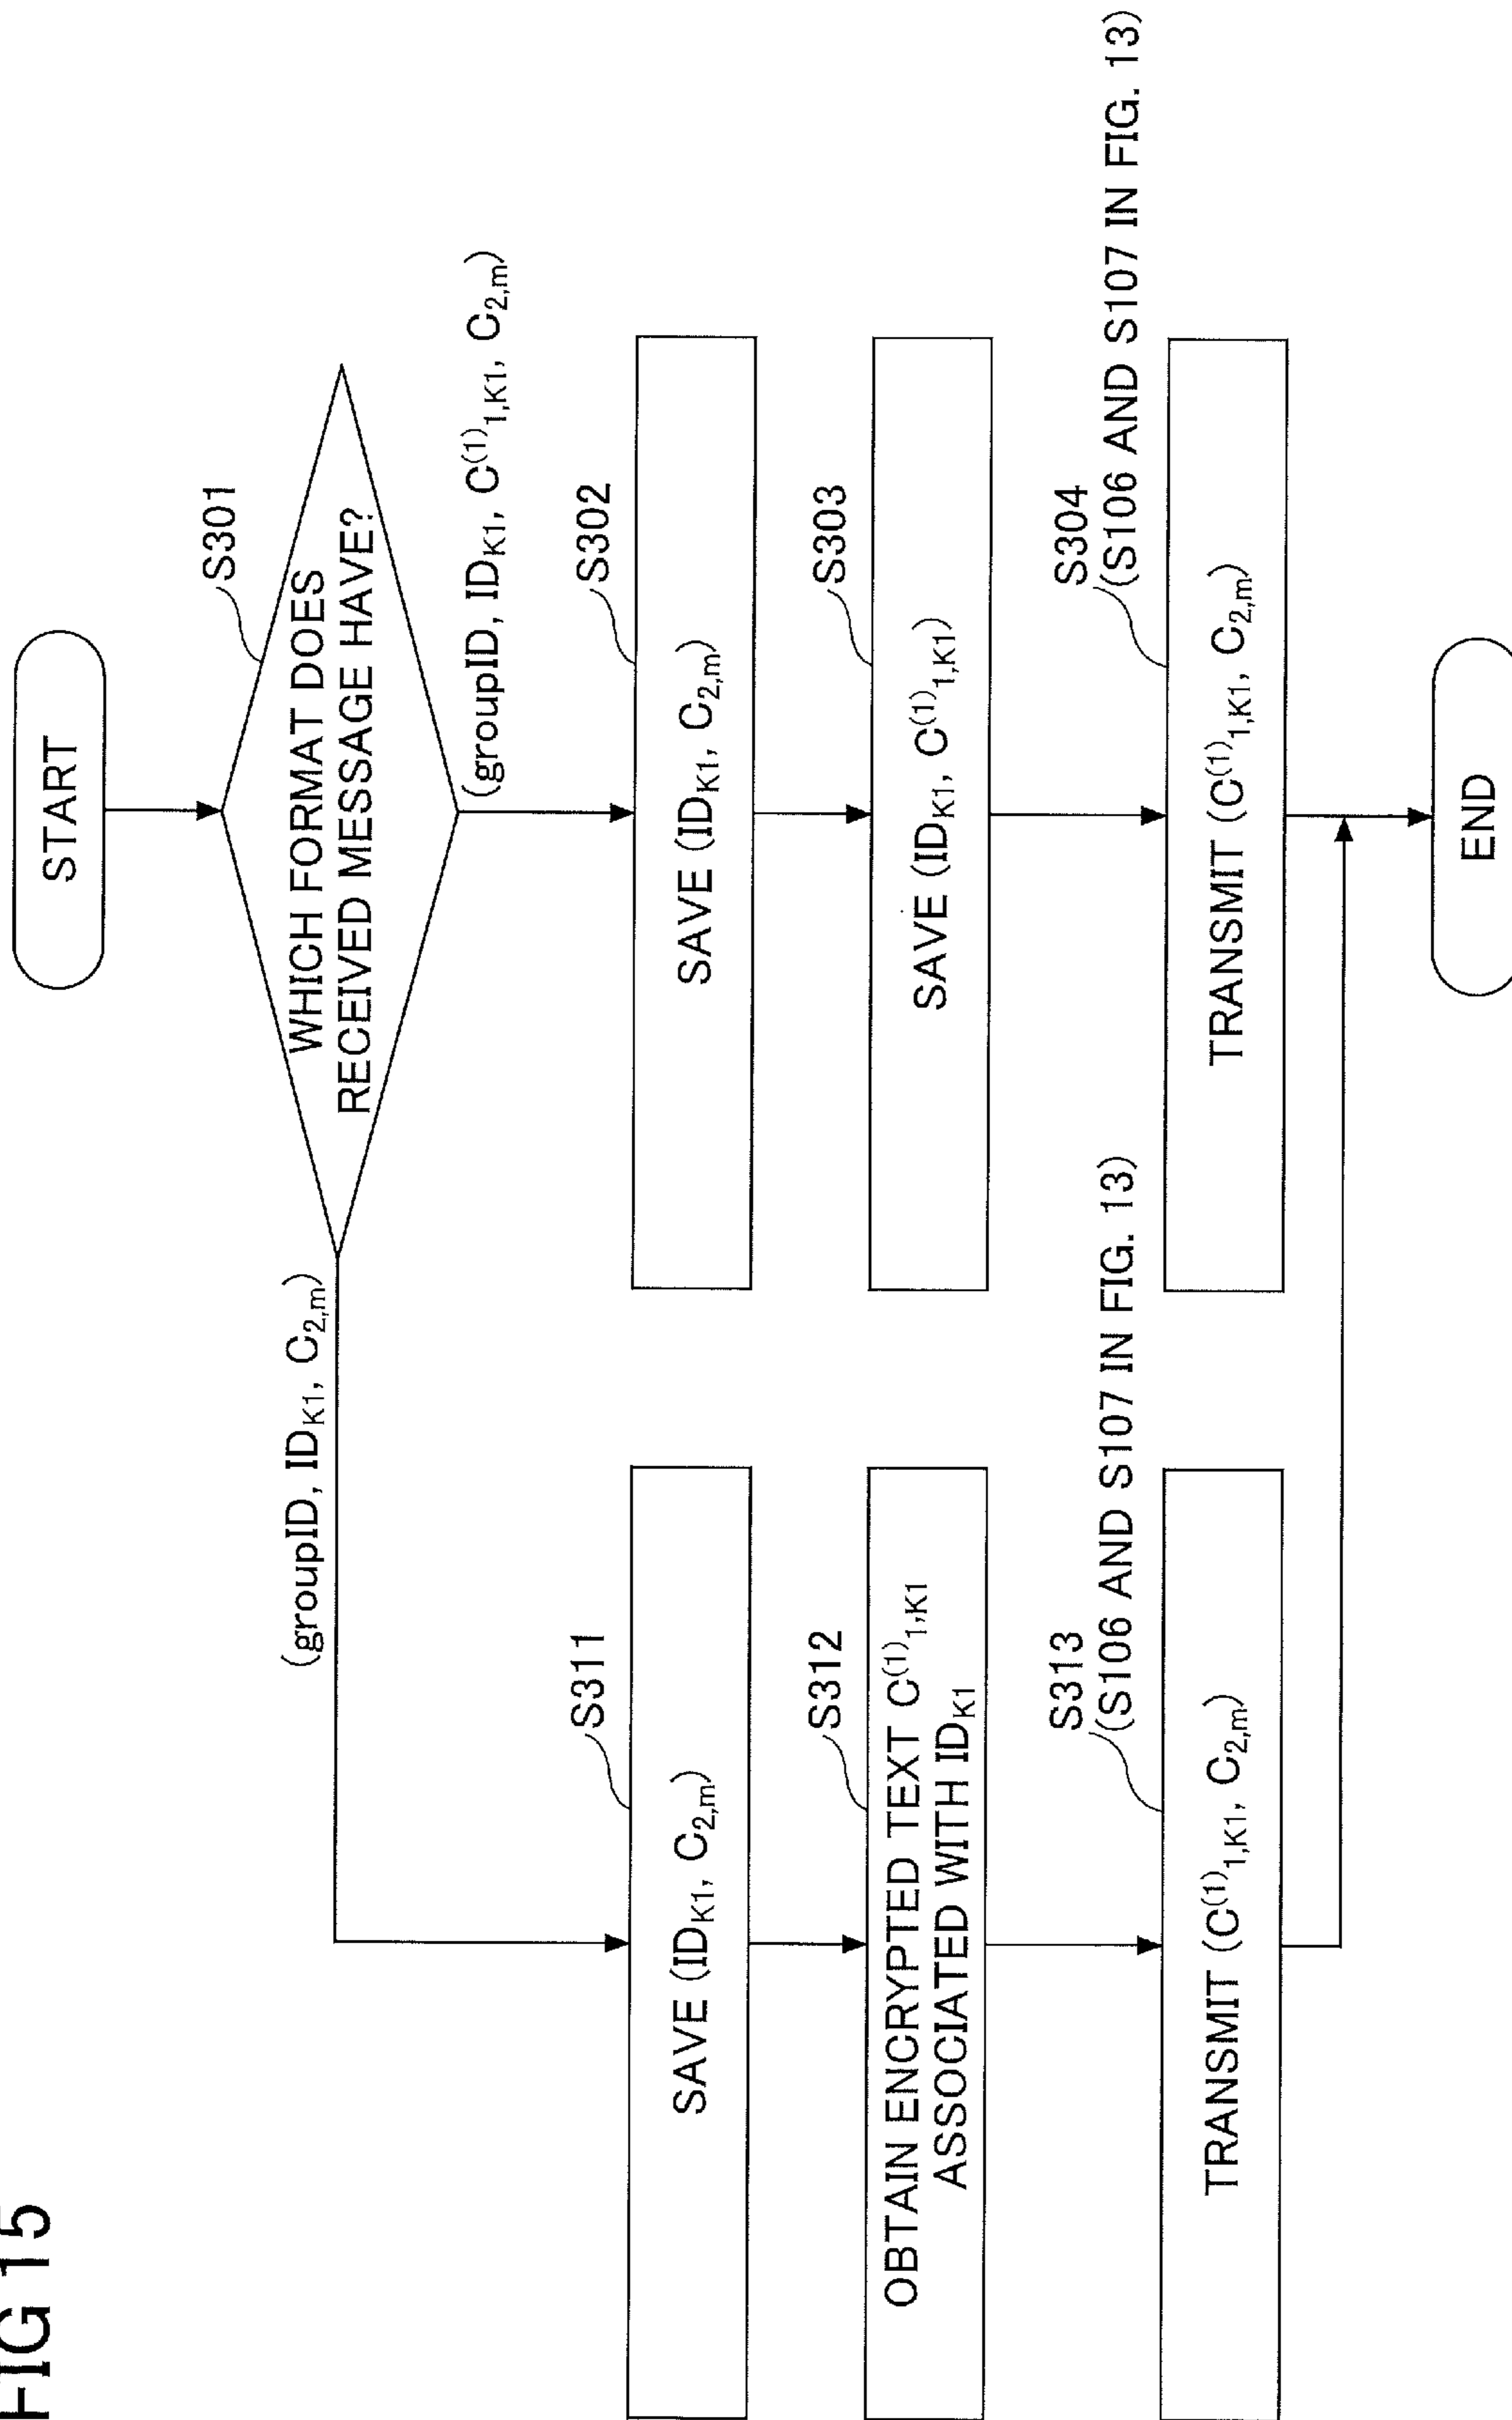 FIG 15
START
S301
WHICH FORMAT DOES
RECEIVED MESSAGE HAVE?
(groupID, ID_K1, C_2,m)
(groupID, ID_K1, C^(1)_1,K1, C_2,m)
S311
SAVE (ID_K1, C_2,m)
S312
OBTAIN ENCRYPTED TEXT C^(1)_1,K1
ASSOCIATED WITH ID_K1
S313
(S106 AND S107 IN FIG. 13)
TRANSMIT (C^(1)_1,K1, C_2,m)
S302
SAVE (ID_K1, C_2,m)
S303
SAVE (ID_K1, C^(1)_1,K1)
S304
(S106 AND S107 IN FIG. 13)
TRANSMIT (C^(1)_1,K1, C_2,m)
END